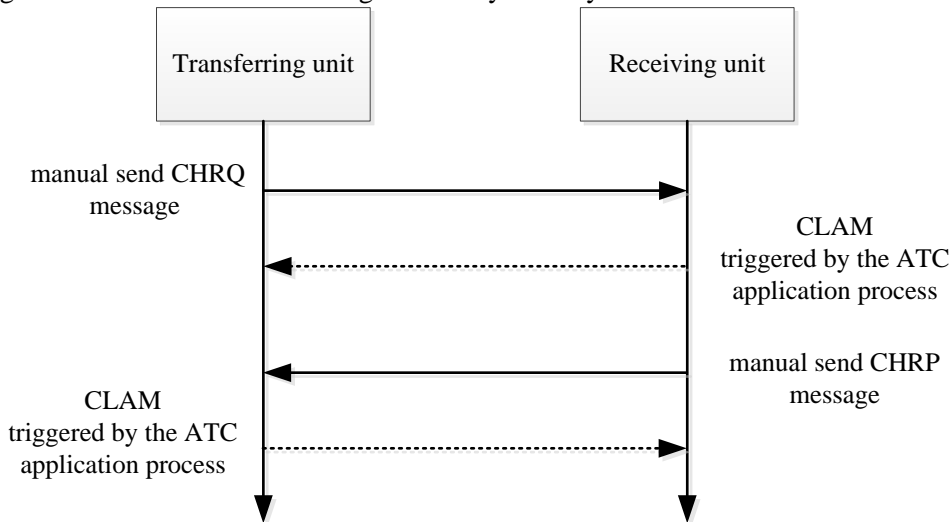 Transferring unit
Receiving unit
manual send CHRQ
message
CLAM
triggered by the ATC
application process
manual send CHRP
message
CLAM
triggered by the ATC
application process